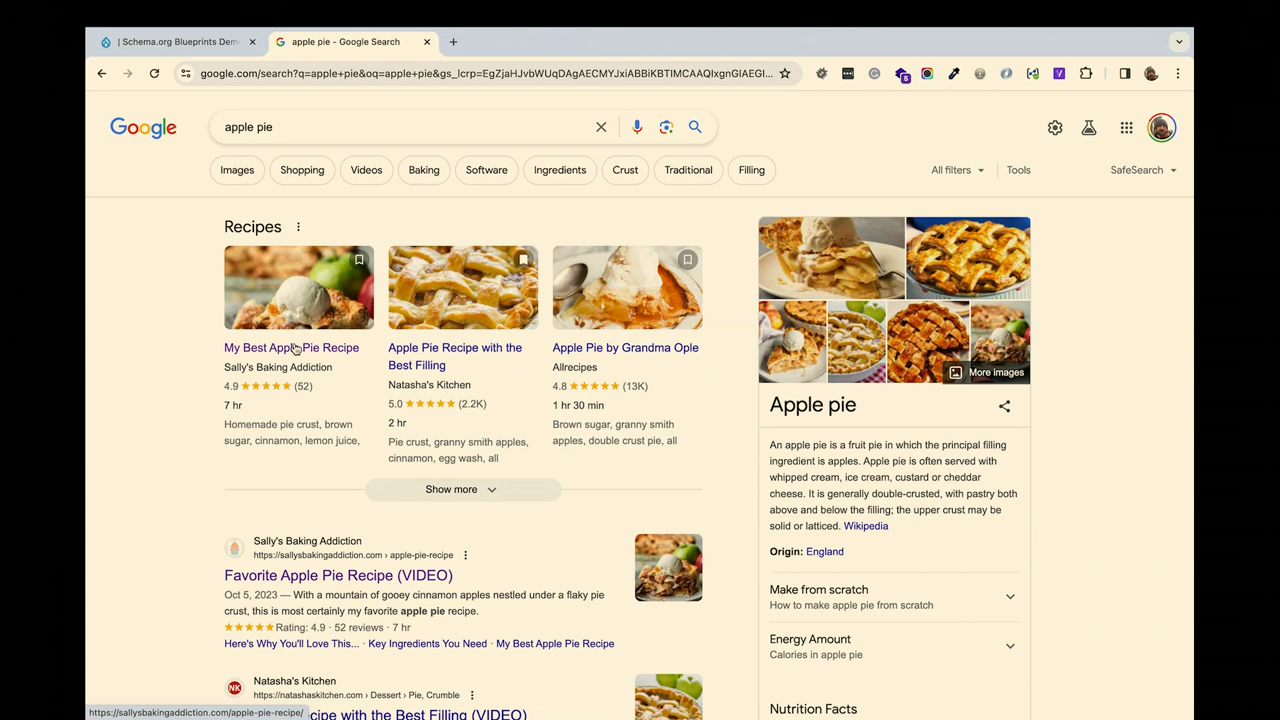 | Schema.org Blueprints Dem
apple pie - Google Search
google.com/search?q=apple+pie&oq=apple+pie&gs_lcrp=EgZjaHJvbWUqDAgAECMYJxiABBiKBTIMCAAQIxgnGIAEGI...
5
Google
apple pie
Images
Shopping
Videos
Baking
Software
Ingredients
Crust
Traditional
Filling
All filters
Tools
SafeSearch
Recipes
My Best Apple Pie Recipe
Sally's Baking Addiction
4.9 ★★★★★ (52)
7 hr
Homemade pie crust, brown
sugar, cinnamon, lemon juice,
Apple Pie Recipe with the
Best Filling
Natasha's Kitchen
5.0 ★★★★★ (2.2K)
2 hr
Pie crust, granny smith apples,
cinnamon, egg wash, all
Apple Pie by Grandma Ople
Allrecipes
4.8 ★★★★★ (13K)
1 hr 30 min
Brown sugar, granny smith
apples, double crust pie, all
Show more
Sally's Baking Addiction
https://sallysbakingaddiction.com › apple-pie-recipe
Favorite Apple Pie Recipe (VIDEO)
Oct 5, 2023 — With a mountain of gooey cinnamon apples nestled under a flaky pie
crust, this is most certainly my favorite apple pie recipe.
★★★★★ Rating: 4.9 · 52 reviews · 7 hr
Here's Why You'll Love This... · Key Ingredients You Need · My Best Apple Pie Recipe
NK
Natasha's Kitchen
https://natashaskitchen.com › Dessert › Pie, Crumble
cipe with the Best Filling (VIDEO)
https://sallysbakingaddiction.com/apple-pie-recipe/
More images
Apple pie
An apple pie is a fruit pie in which the principal filling
ingredient is apples. Apple pie is often served with
whipped cream, ice cream, custard or cheddar
cheese. It is generally double-crusted, with pastry both
above and below the filling; the upper crust may be
solid or latticed. Wikipedia
Origin: England
Make from scratch
How to make apple pie from scratch
Energy Amount
Calories in apple pie
Nutrition Facts